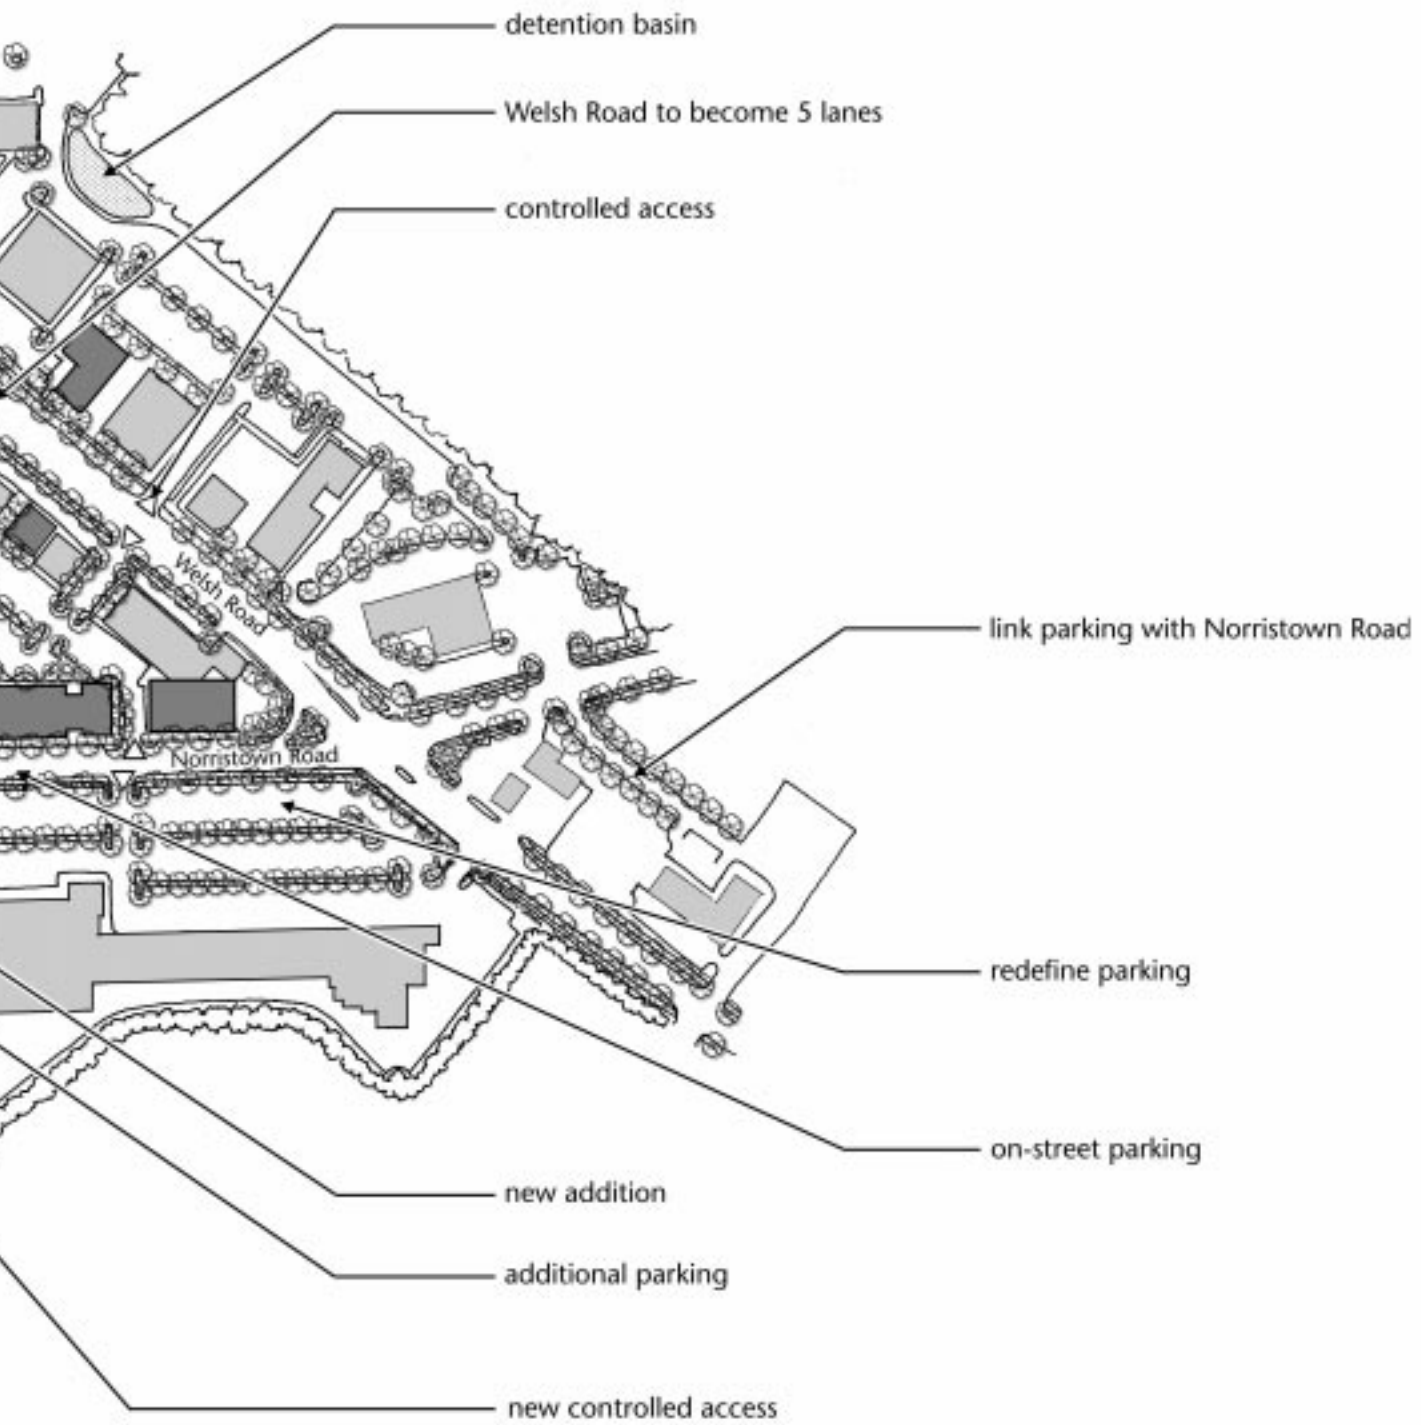 detention basin
Welsh Road to become 5 lanes
controlled access
Welsh Road
link parking with Norristown Road
Norristown Road
redefine parking
on-street parking
new addition
additional parking
new controlled access